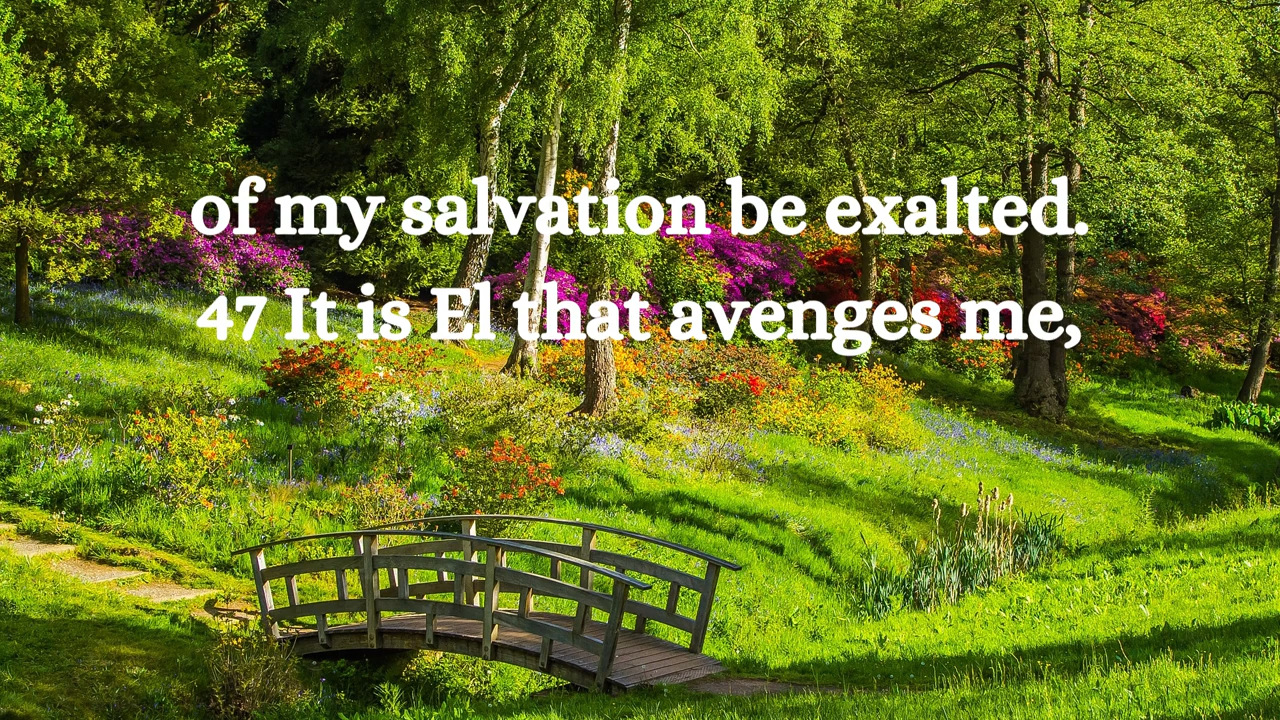 of my salvation be exalted.
47 It is El that avenges me,